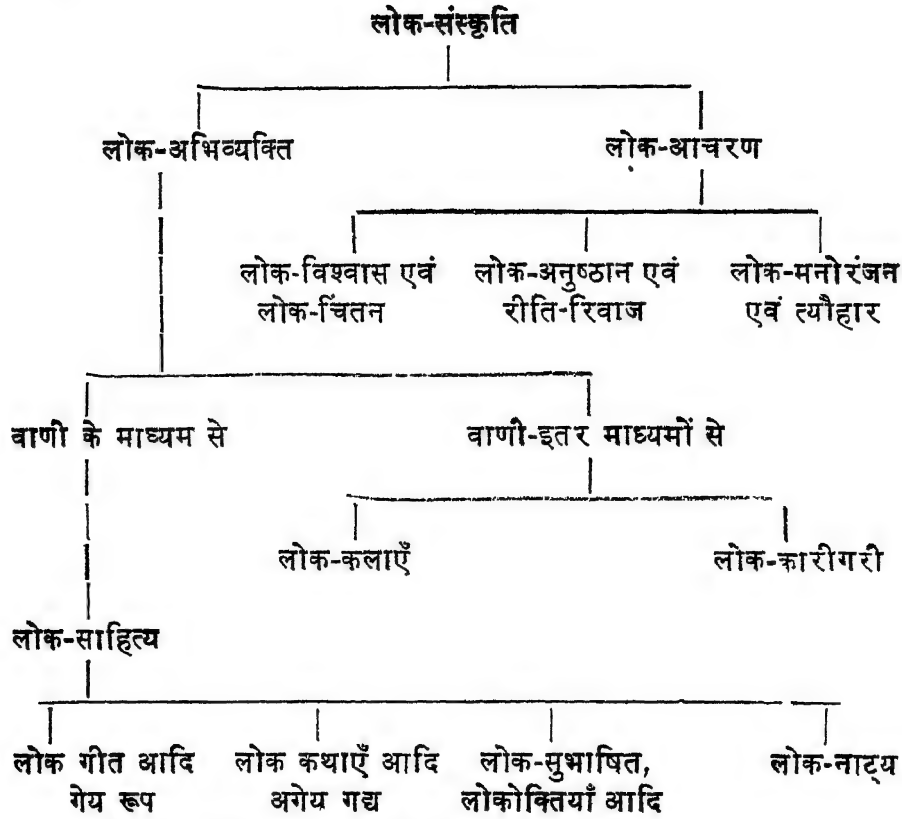 लोक-संस्कृति
लोक-अभिव्यक्ति
लोक-आचरण
लोक-विश्वास एवं
लोक-चिंतन
लोक-अनुष्ठान एवं
रीति-रिवाज
लोक-मनोरंजन
एवं त्यौहार
वाणी के माध्यम से
वाणी-इतर माध्यमों से
लोक-कलाएँ
लोक-कारीगरी
लोक-साहित्य
लोक गीत आदि
गेय रूप
लोक कथाएँ आदि
अगेय गद्य
लोक-सुभाषित,
लोकोक्तियाँ आदि
लोक-नाट्य